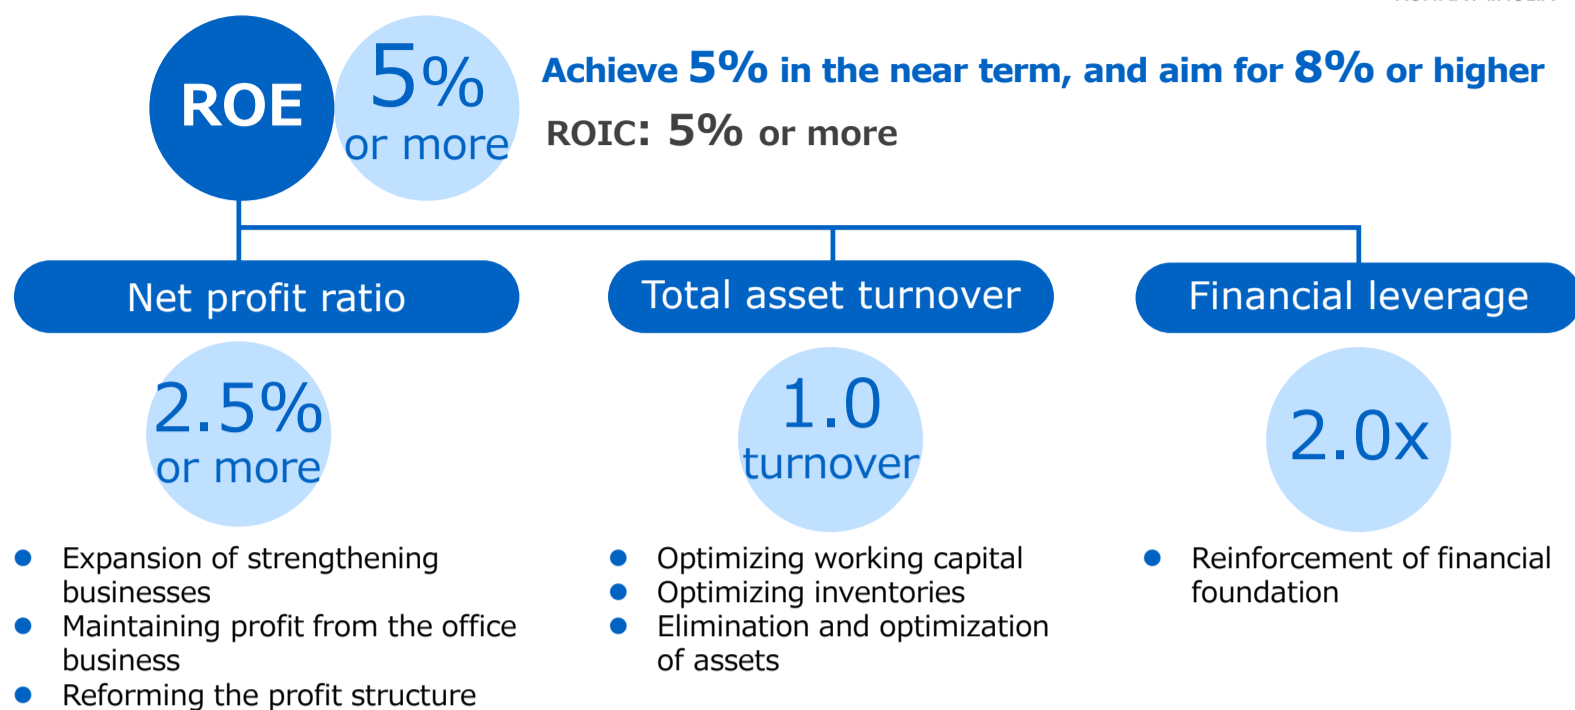 ROE
5%
or more
Achieve 5% in the near term, and aim for 8% or higher
ROIC: 5% or more
Net profit ratio
2.5%
or more
● Expansion of strengthening
businesses
● Maintaining profit from the office
business
● Reforming the profit structure
Total asset turnover
1.0
turnover
● Optimizing working capital
● Optimizing inventories
● Elimination and optimization
of assets
Financial leverage
2.0x
● Reinforcement of financial
foundation